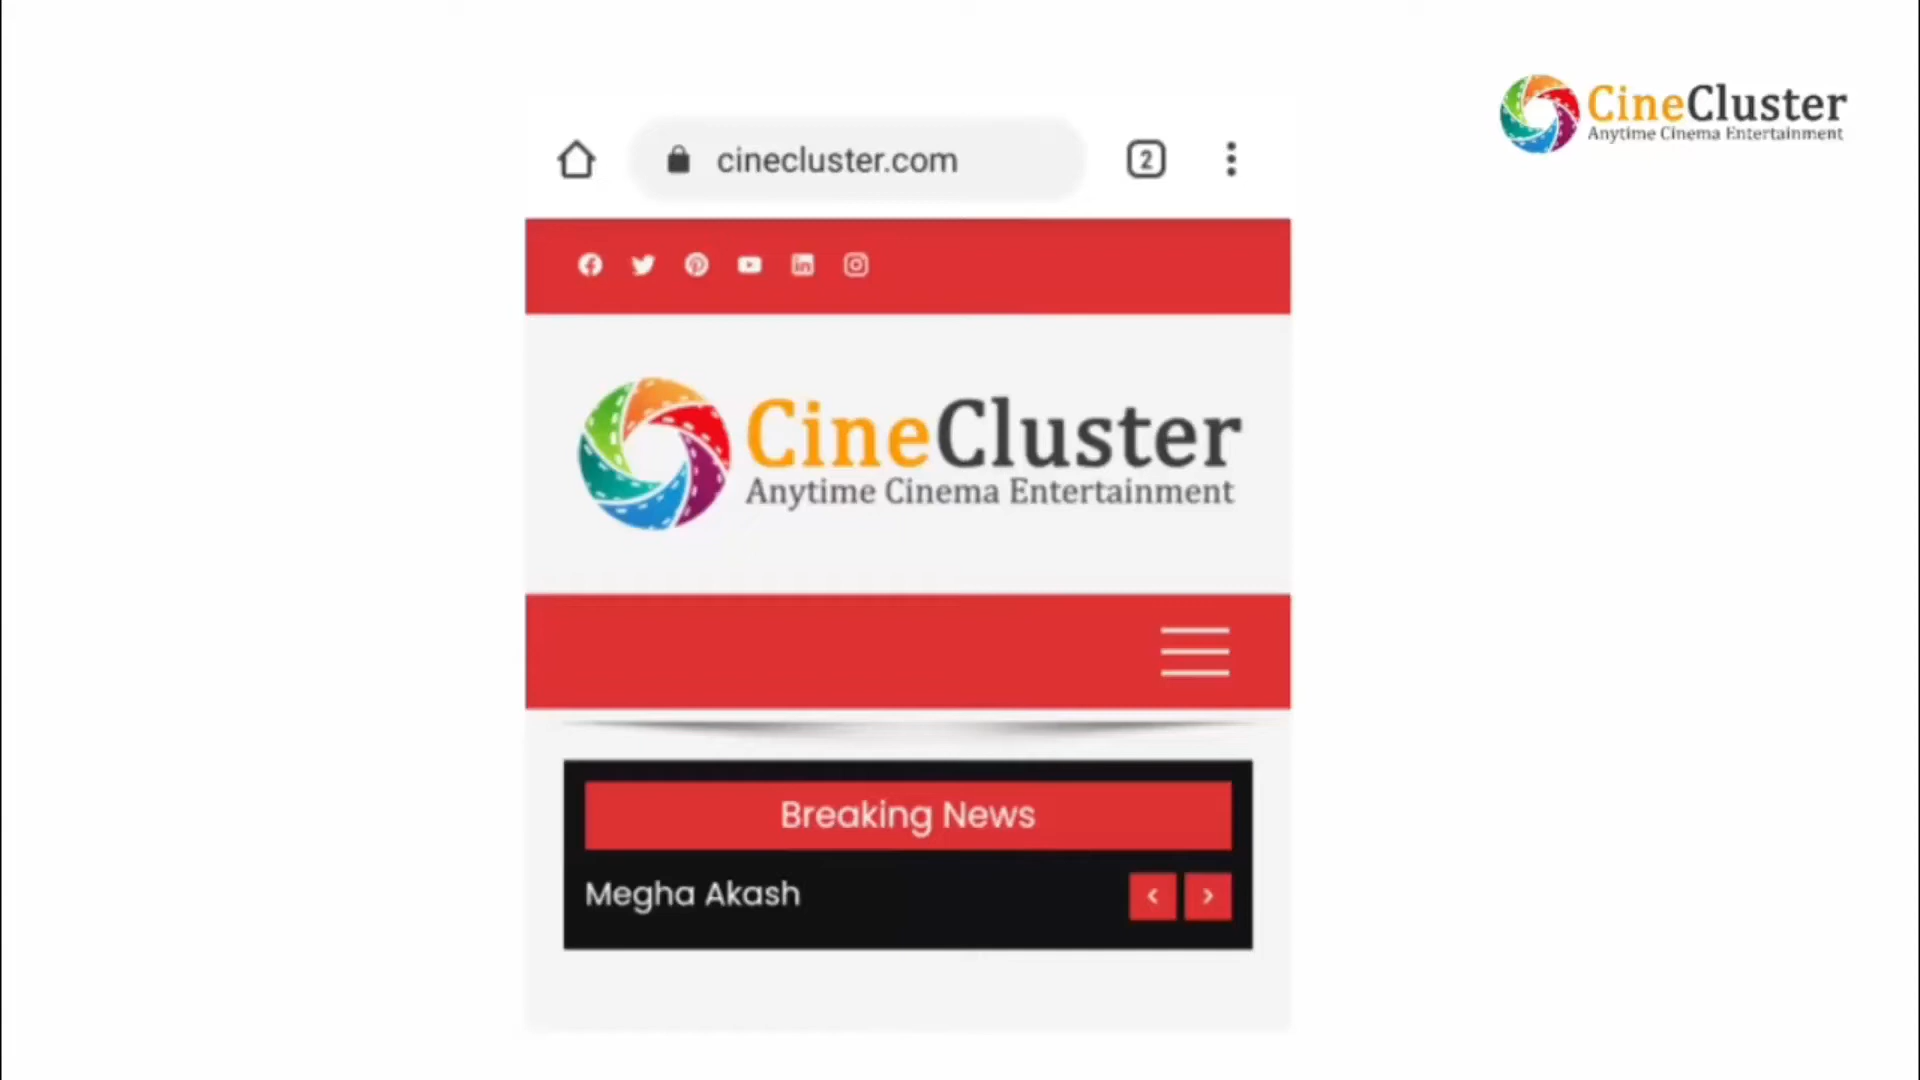 CineCluster
Anytime Cinema Entertainment
cinecluster.com
2
CineCluster
Anytime Cinema Entertainment
Breaking News
Megha Akash